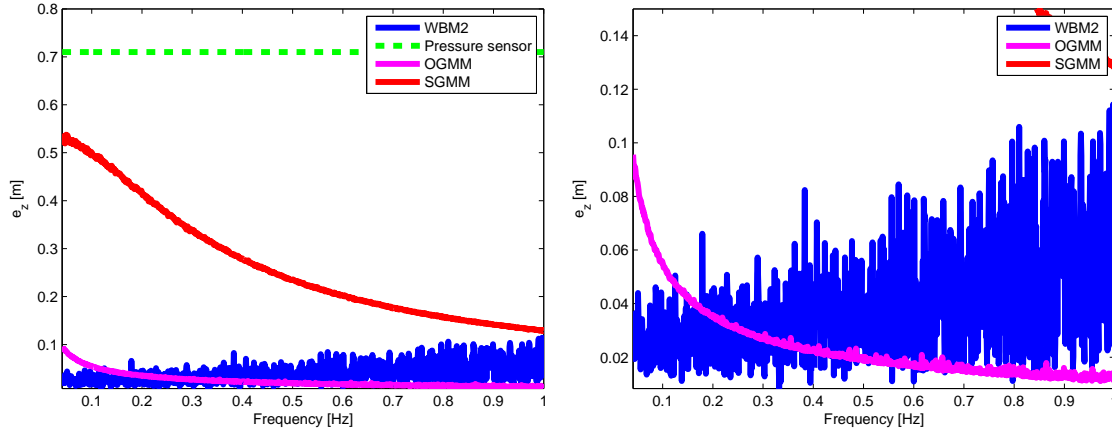 0.8
0.7
0.6
0.5
0.4
0.3
0.2
0.1
e_z [m]
0.1 0.2 0.3 0.4 0.5 0.6 0.7 0.8 0.9 1
Frequency [Hz]
WBM2
Pressure sensor
OGMM
SGMM
0.14
0.12
0.1
0.08
0.06
0.04
0.02
e_z [m]
0.1 0.2 0.3 0.4 0.5 0.6 0.7 0.8 0.9 1
Frequency [Hz]
WBM2
OGMM
SGMM